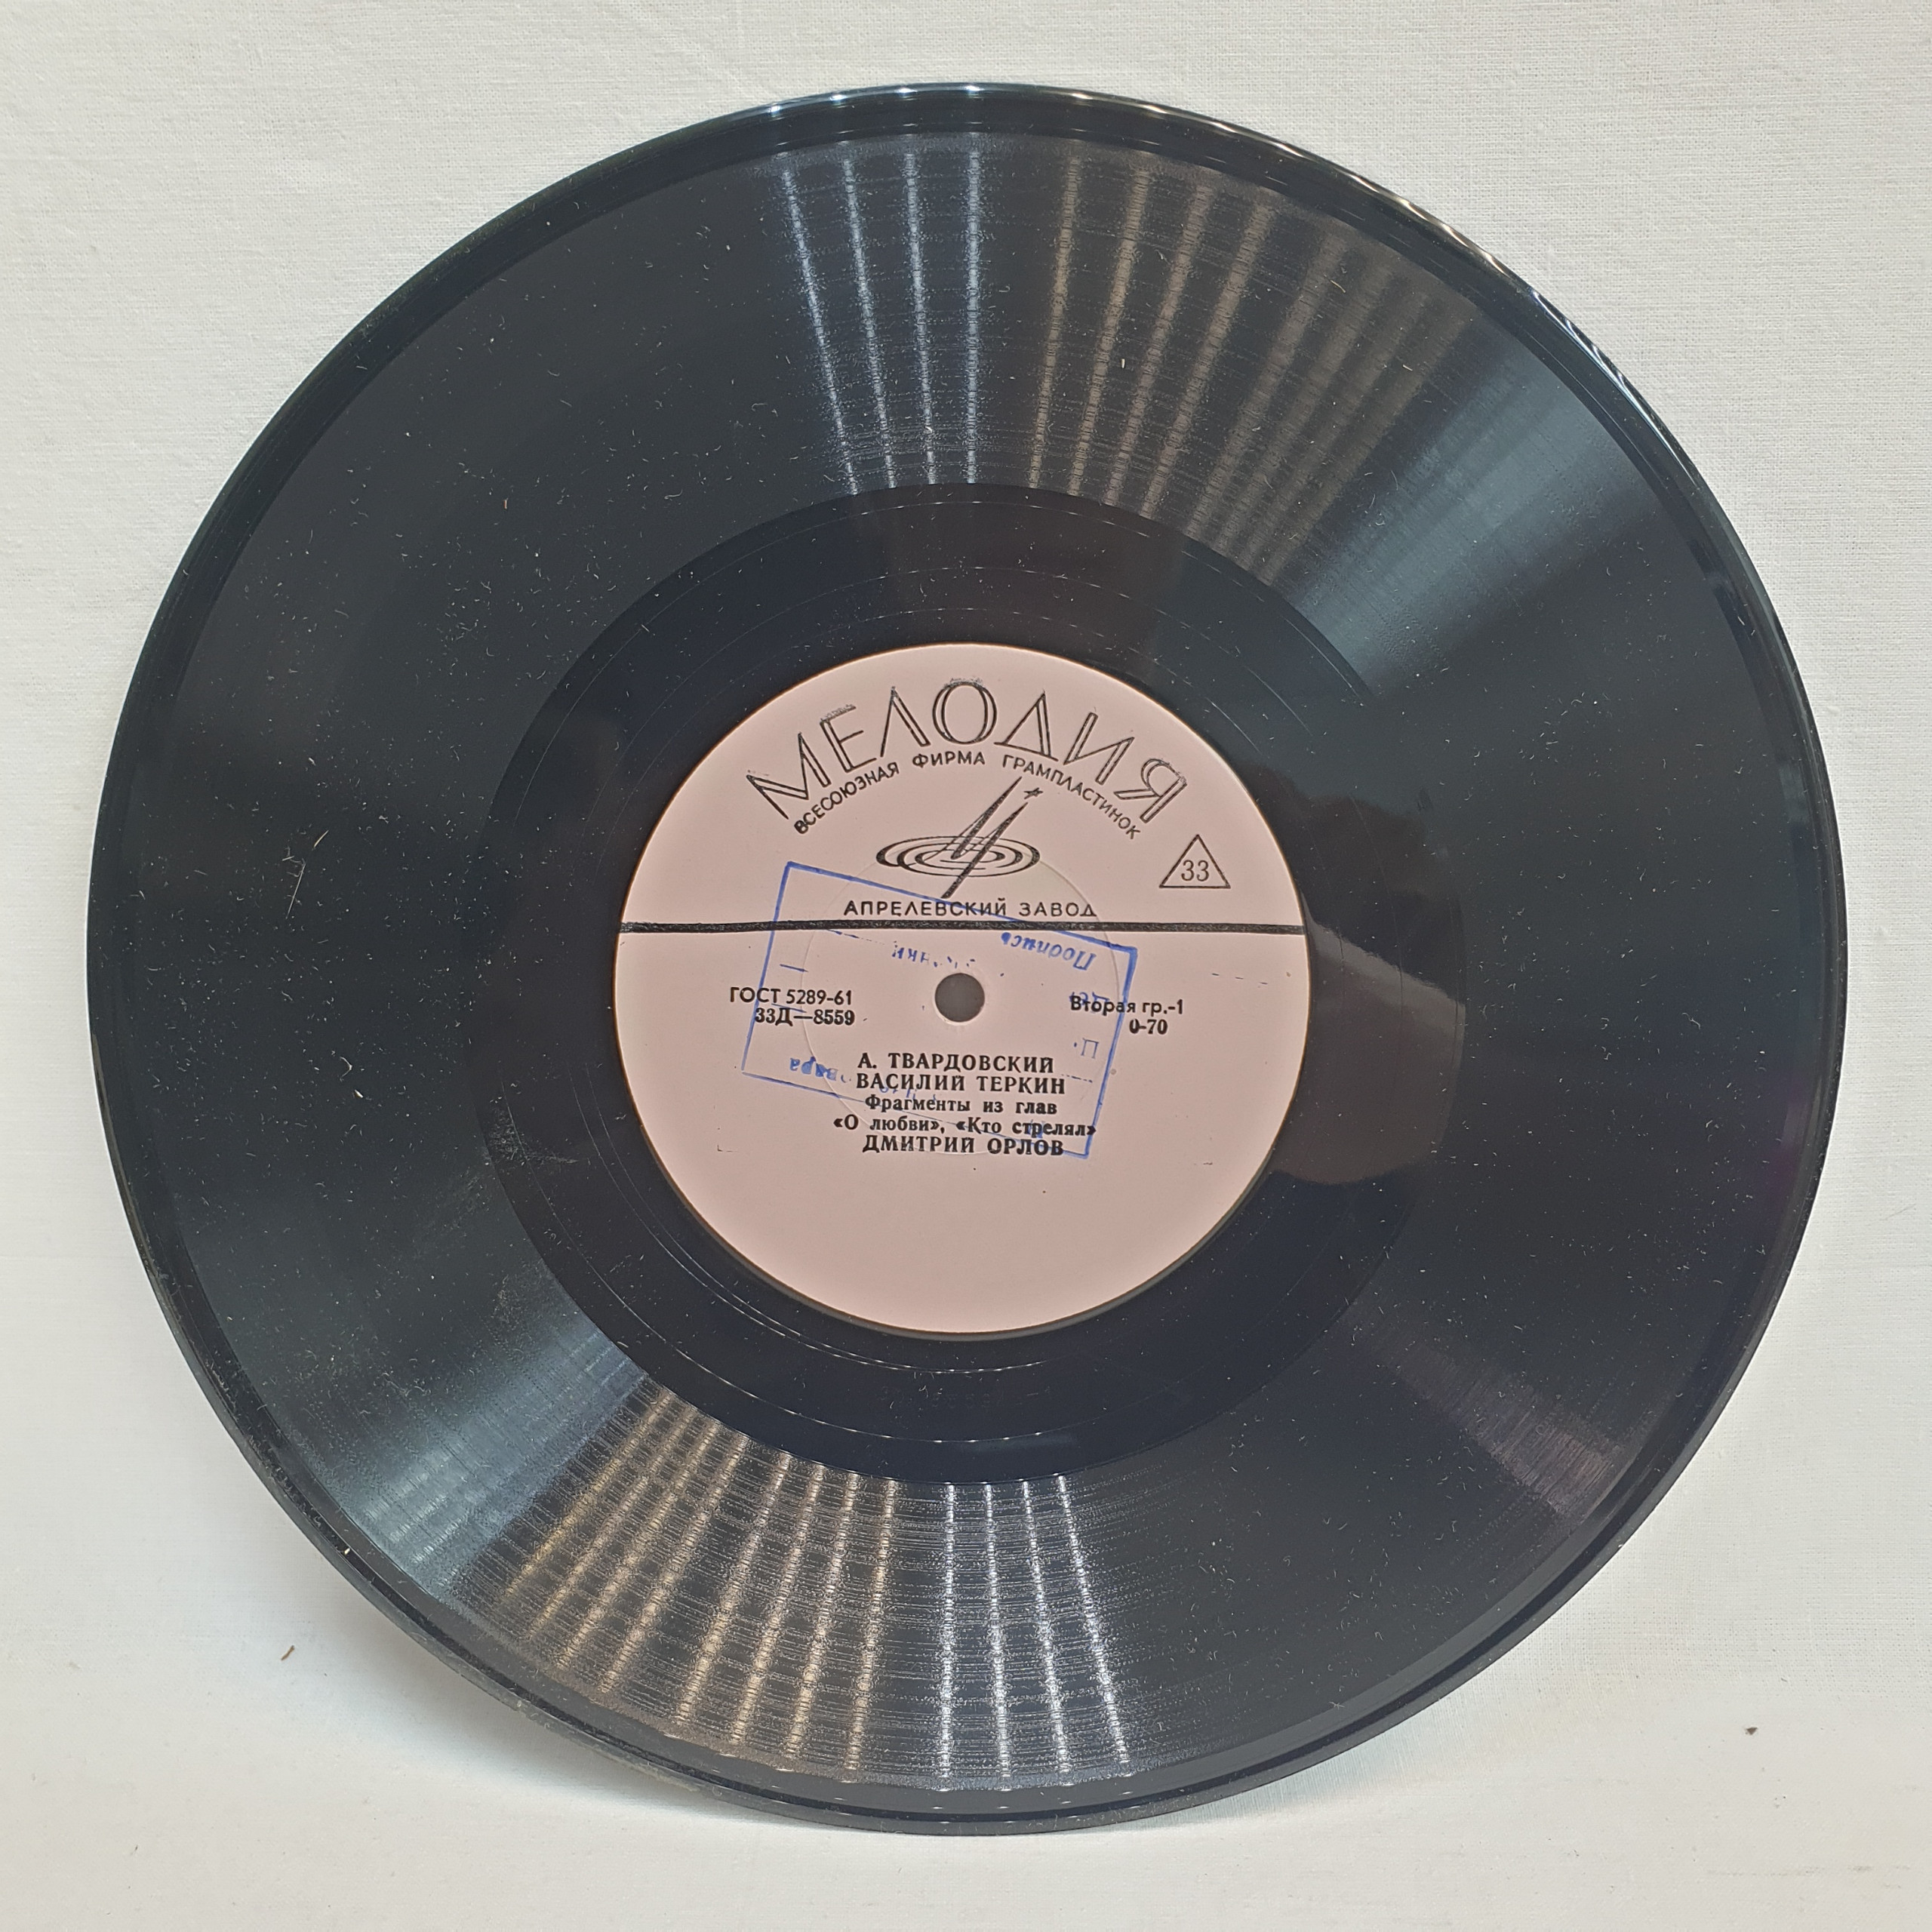 МЕЛОДИЯ
ВСЕСОЮЗНАЯ ФИРМА ГРАМПЛАСТИНОК
33
АПРЕЛЕВСКИЙ ЗАВОД
Подпись
ГОСТ 5289-61
33Д—8559
Вторая гр.-1
0-70
А. ТВАРДОВСКИЙ
ВАСИЛИЙ ТЕРКИН
Фрагменты из глав
«О любви», «Кто стрелял»
ДМИТРИЙ ОРЛОВ